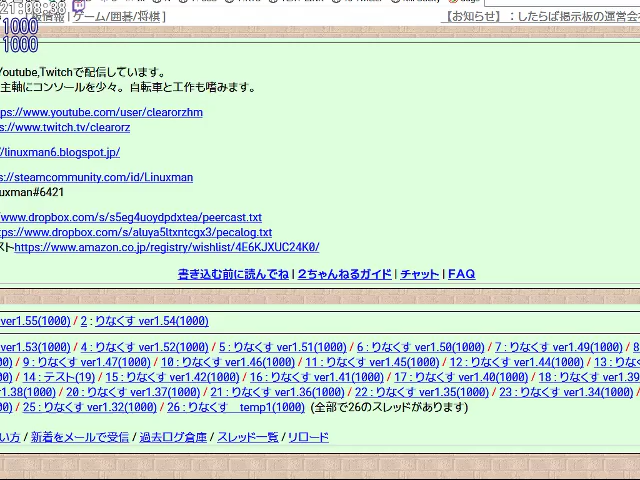 21:08:38
1000
1000
板情報 | ゲーム/囲碁/将棋 ]
【お知らせ】：したらば掲示板の運営会
Youtube,Twitchで配信しています。
主軸にコンソールを少々。自転車と工作も嗜みます。
ps://www.youtube.com/user/clearorzhm
s://www.twitch.tv/clearorz
/linuxman6.blogspot.jp/
s://steamcommunity.com/id/Linuxman
uxman#6421
www.dropbox.com/s/s5eg4uoydpdxtea/peercast.txt
tps://www.dropbox.com/s/aluya5ltxntcgx3/pecalog.txt
ストhttps://www.amazon.co.jp/registry/wishlist/4E6KJXUC24K0/
書き込む前に読んでね | 2ちゃんねるガイド | チャット | FAQ
ver1.55(1000) / 2 : りなくす ver1.54(1000)
ver1.53(1000) / 4 : りなくす ver1.52(1000) / 5 : りなくす ver1.51(1000) / 6 : りなくす ver1.50(1000) / 7 : りなくす ver1.49(1000) / 8
00) / 9 : りなくす ver1.47(1000) / 10 : りなくす ver1.46(1000) / 11 : りなくす ver1.45(1000) / 12 : りなくす ver1.44(1000) / 13 : りなく
00) / 14 : テスト(19) / 15 : りなくす ver1.42(1000) / 16 : りなくす ver1.41(1000) / 17 : りなくす ver1.40(1000) / 18 : りなくす ver1.39
r1.38(1000) / 20 : りなくす ver1.37(1000) / 21 : りなくす ver1.36(1000) / 22 : りなくす ver1.35(1000) / 23 : りなくす ver1.34(1000) /
00) / 25 : りなくす ver1.32(1000) / 26 : りなくす　temp1(1000) (全部で26のスレッドがあります)
い方 / 新着をメールで受信 / 過去ログ倉庫 / スレッド一覧 / リロード